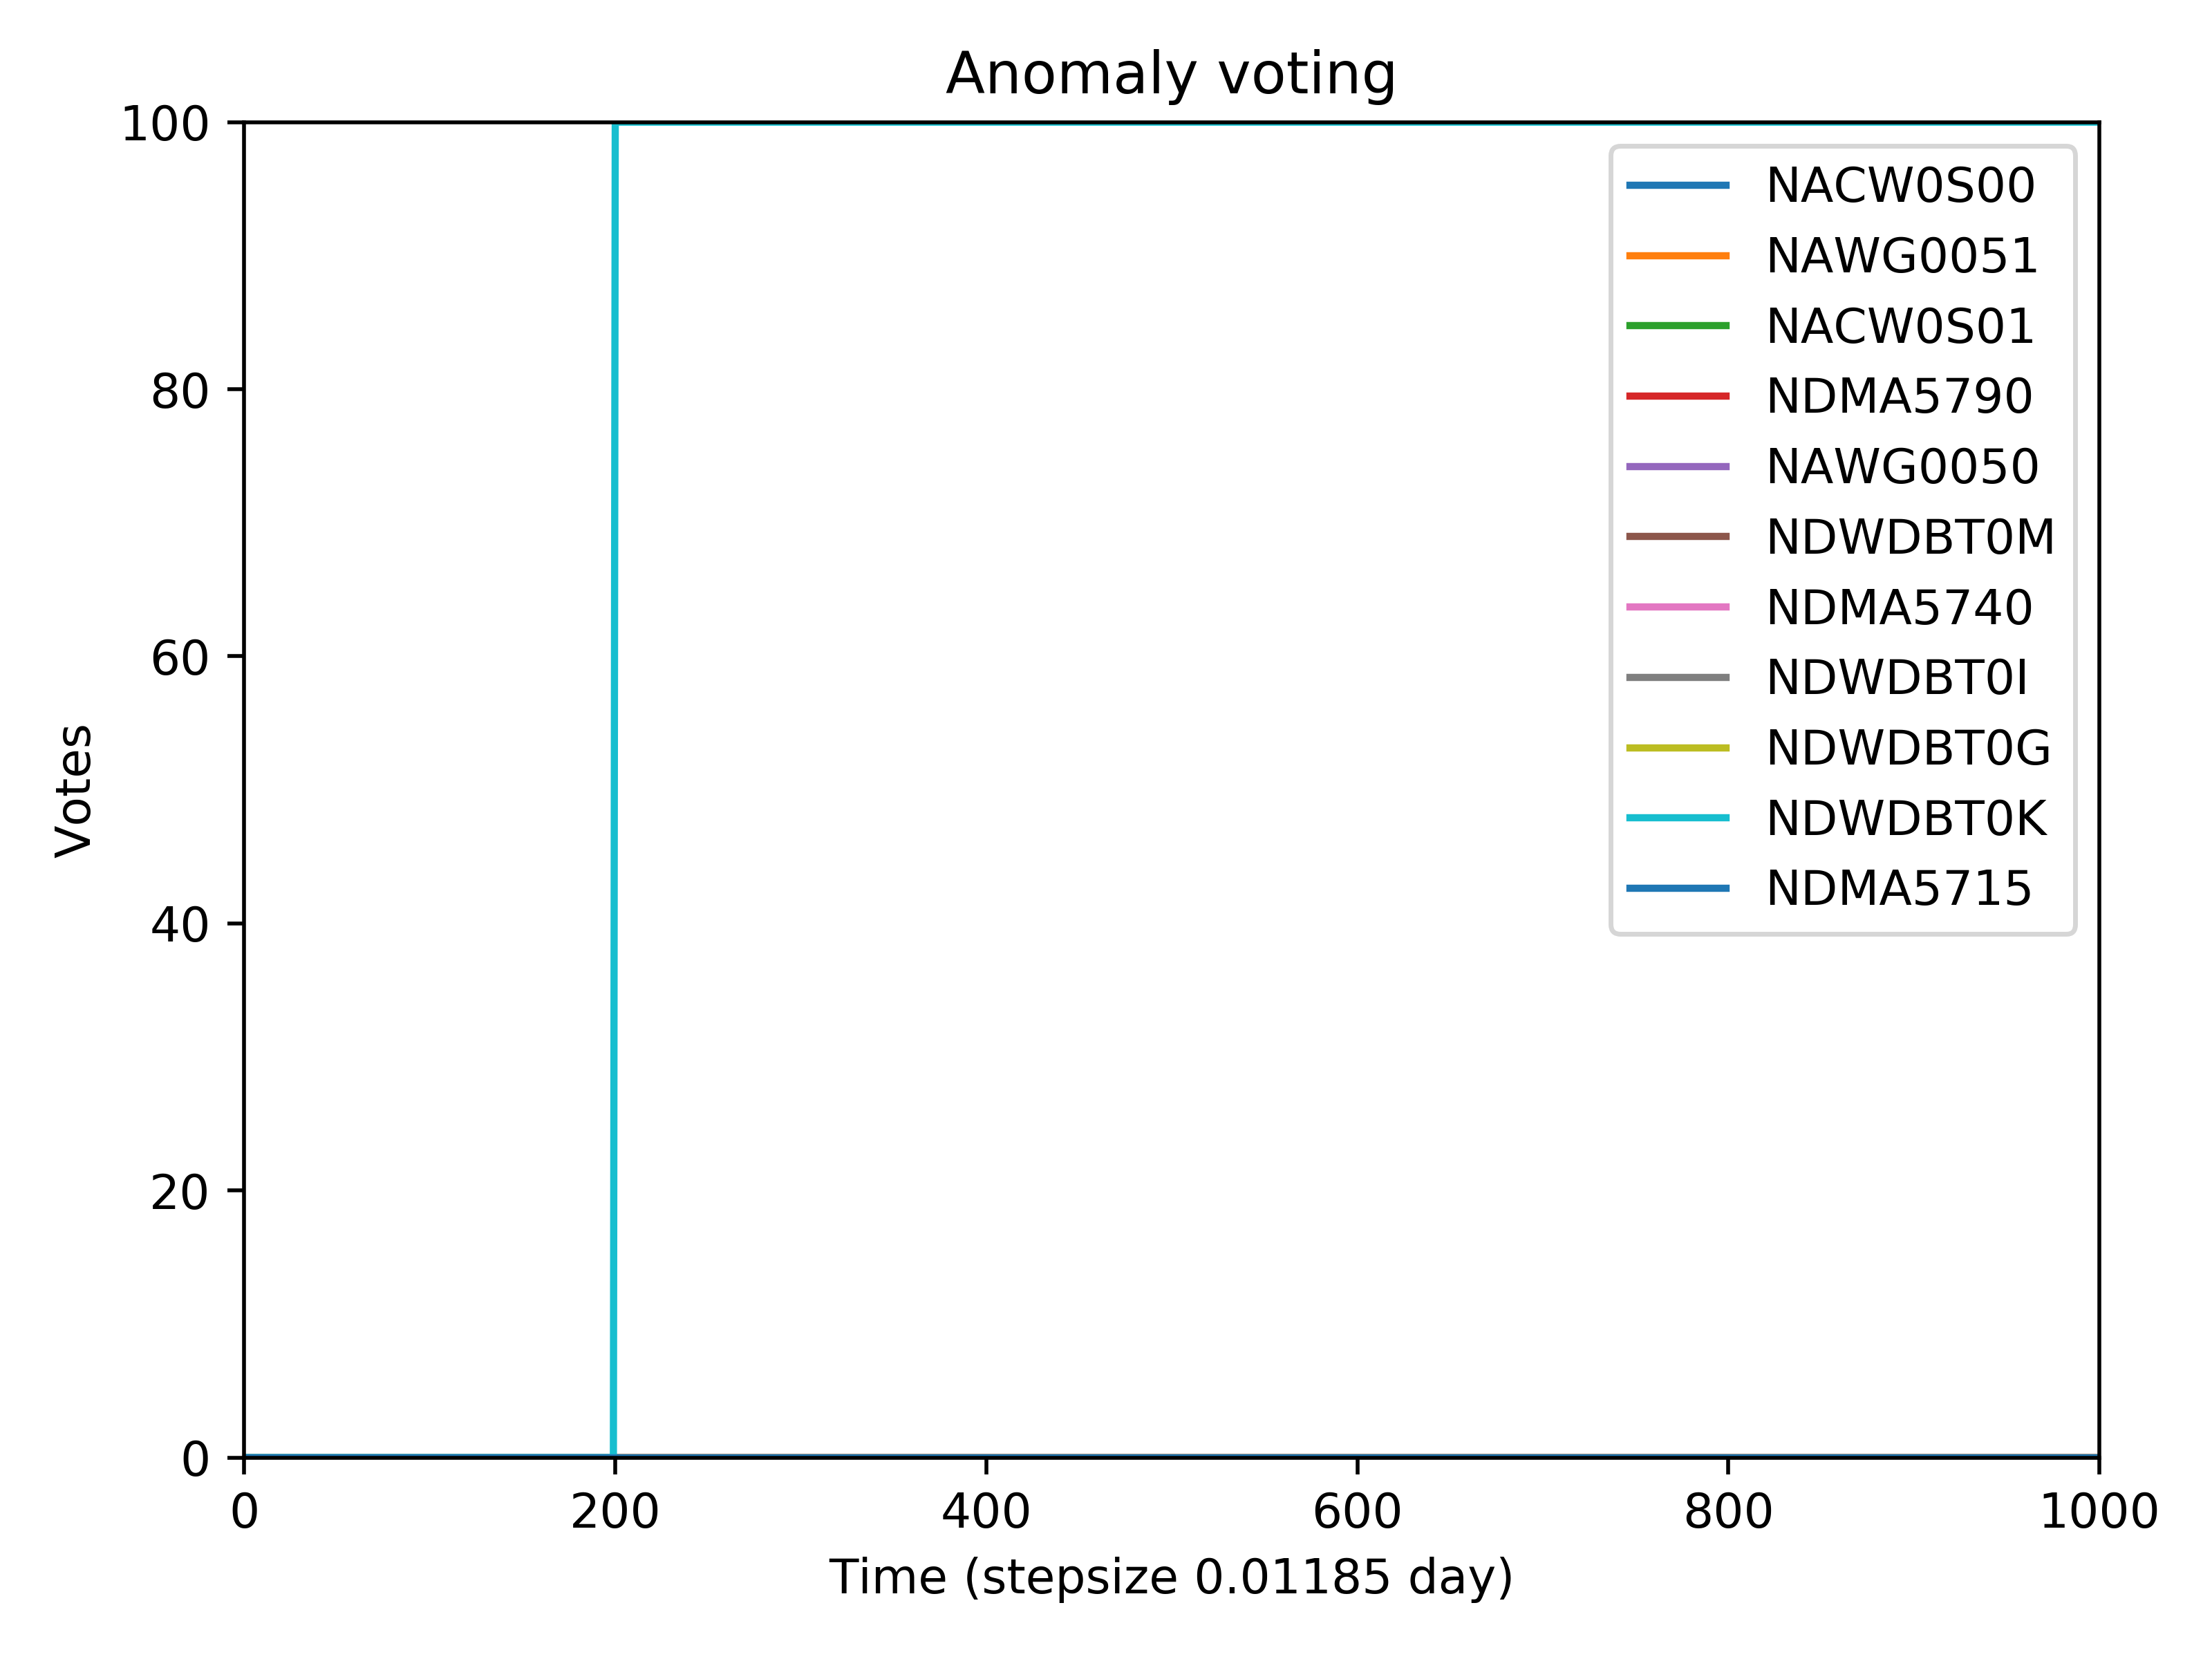 Anomaly voting
100
80
60
40
20
0
Votes
0 200 400 600 800 1000
Time (stepsize 0.01185 day)
NACW0S00
NAWG0051
NACW0S01
NDMA5790
NAWG0050
NDWDBT0M
NDMA5740
NDWDBT0I
NDWDBT0G
NDWDBT0K
NDMA5715